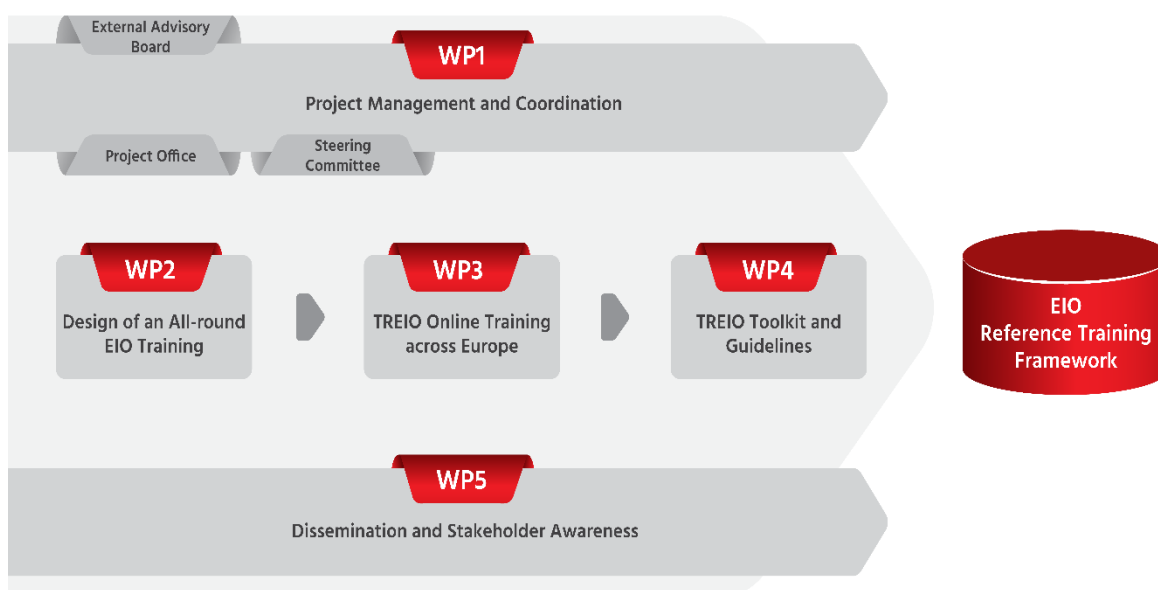 External Advisory
Board
WP1
Project Management and Coordination
Project Office
Steering
Committee
WP2
Design of an All-round
EIO Training
WP3
TREIO Online Training
across Europe
WP4
TREIO Toolkit and
Guidelines
EIO
Reference Training
Framework
WP5
Dissemination and Stakeholder Awareness